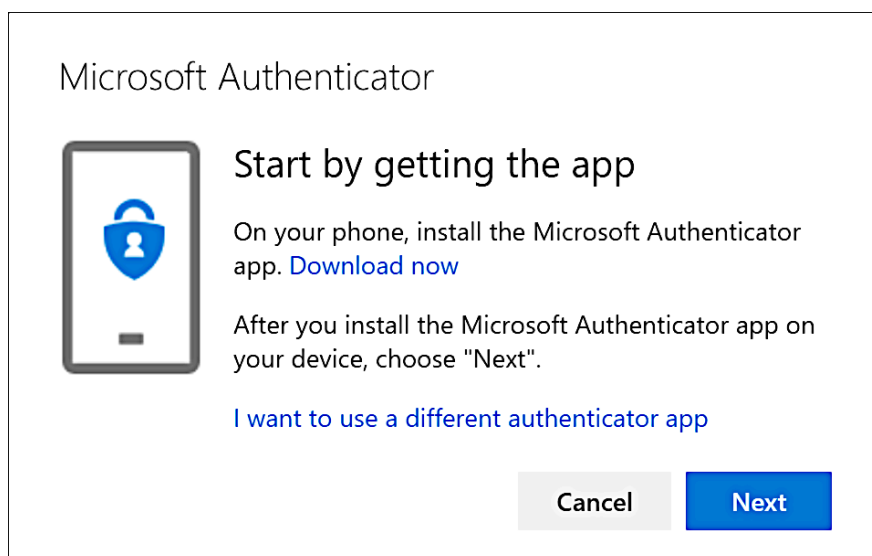 Microsoft Authenticator
Start by getting the app
On your phone, install the Microsoft Authenticator
app. Download now
After you install the Microsoft Authenticator app on
your device, choose "Next".
I want to use a different authenticator app
Cancel
Next